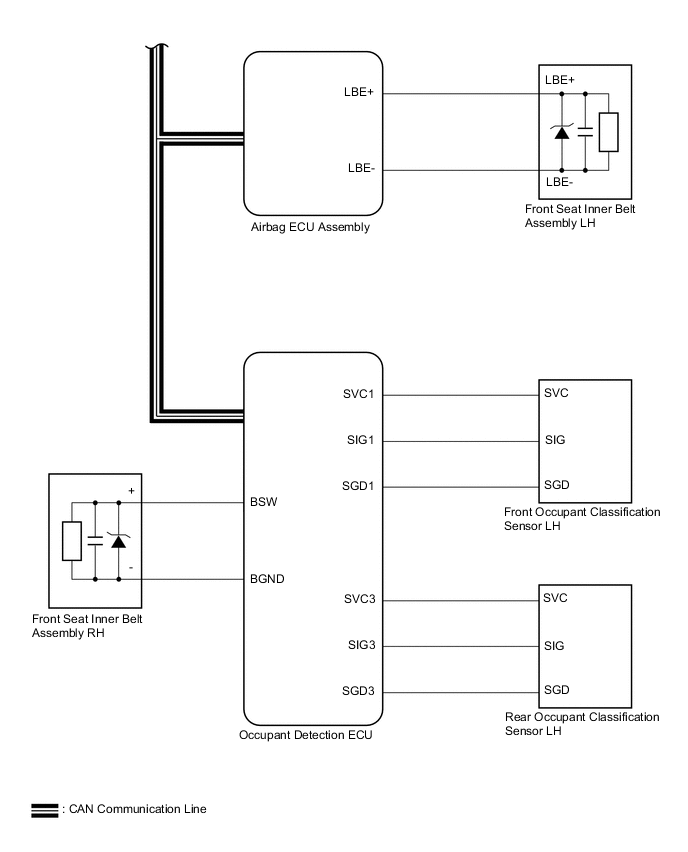 LBE+
LBE-
Airbag ECU Assembly
LBE+
LBE-
Front Seat Inner Belt
Assembly LH
SVC1
SIG1
SGD1
SVC
SIG
SGD
Front Occupant Classification
Sensor LH
+
-
BSW
BGND
Front Seat Inner Belt
Assembly RH
SVC3
SIG3
SGD3
SVC
SIG
SGD
Rear Occupant Classification
Sensor LH
Occupant Detection ECU
: CAN Communication Line